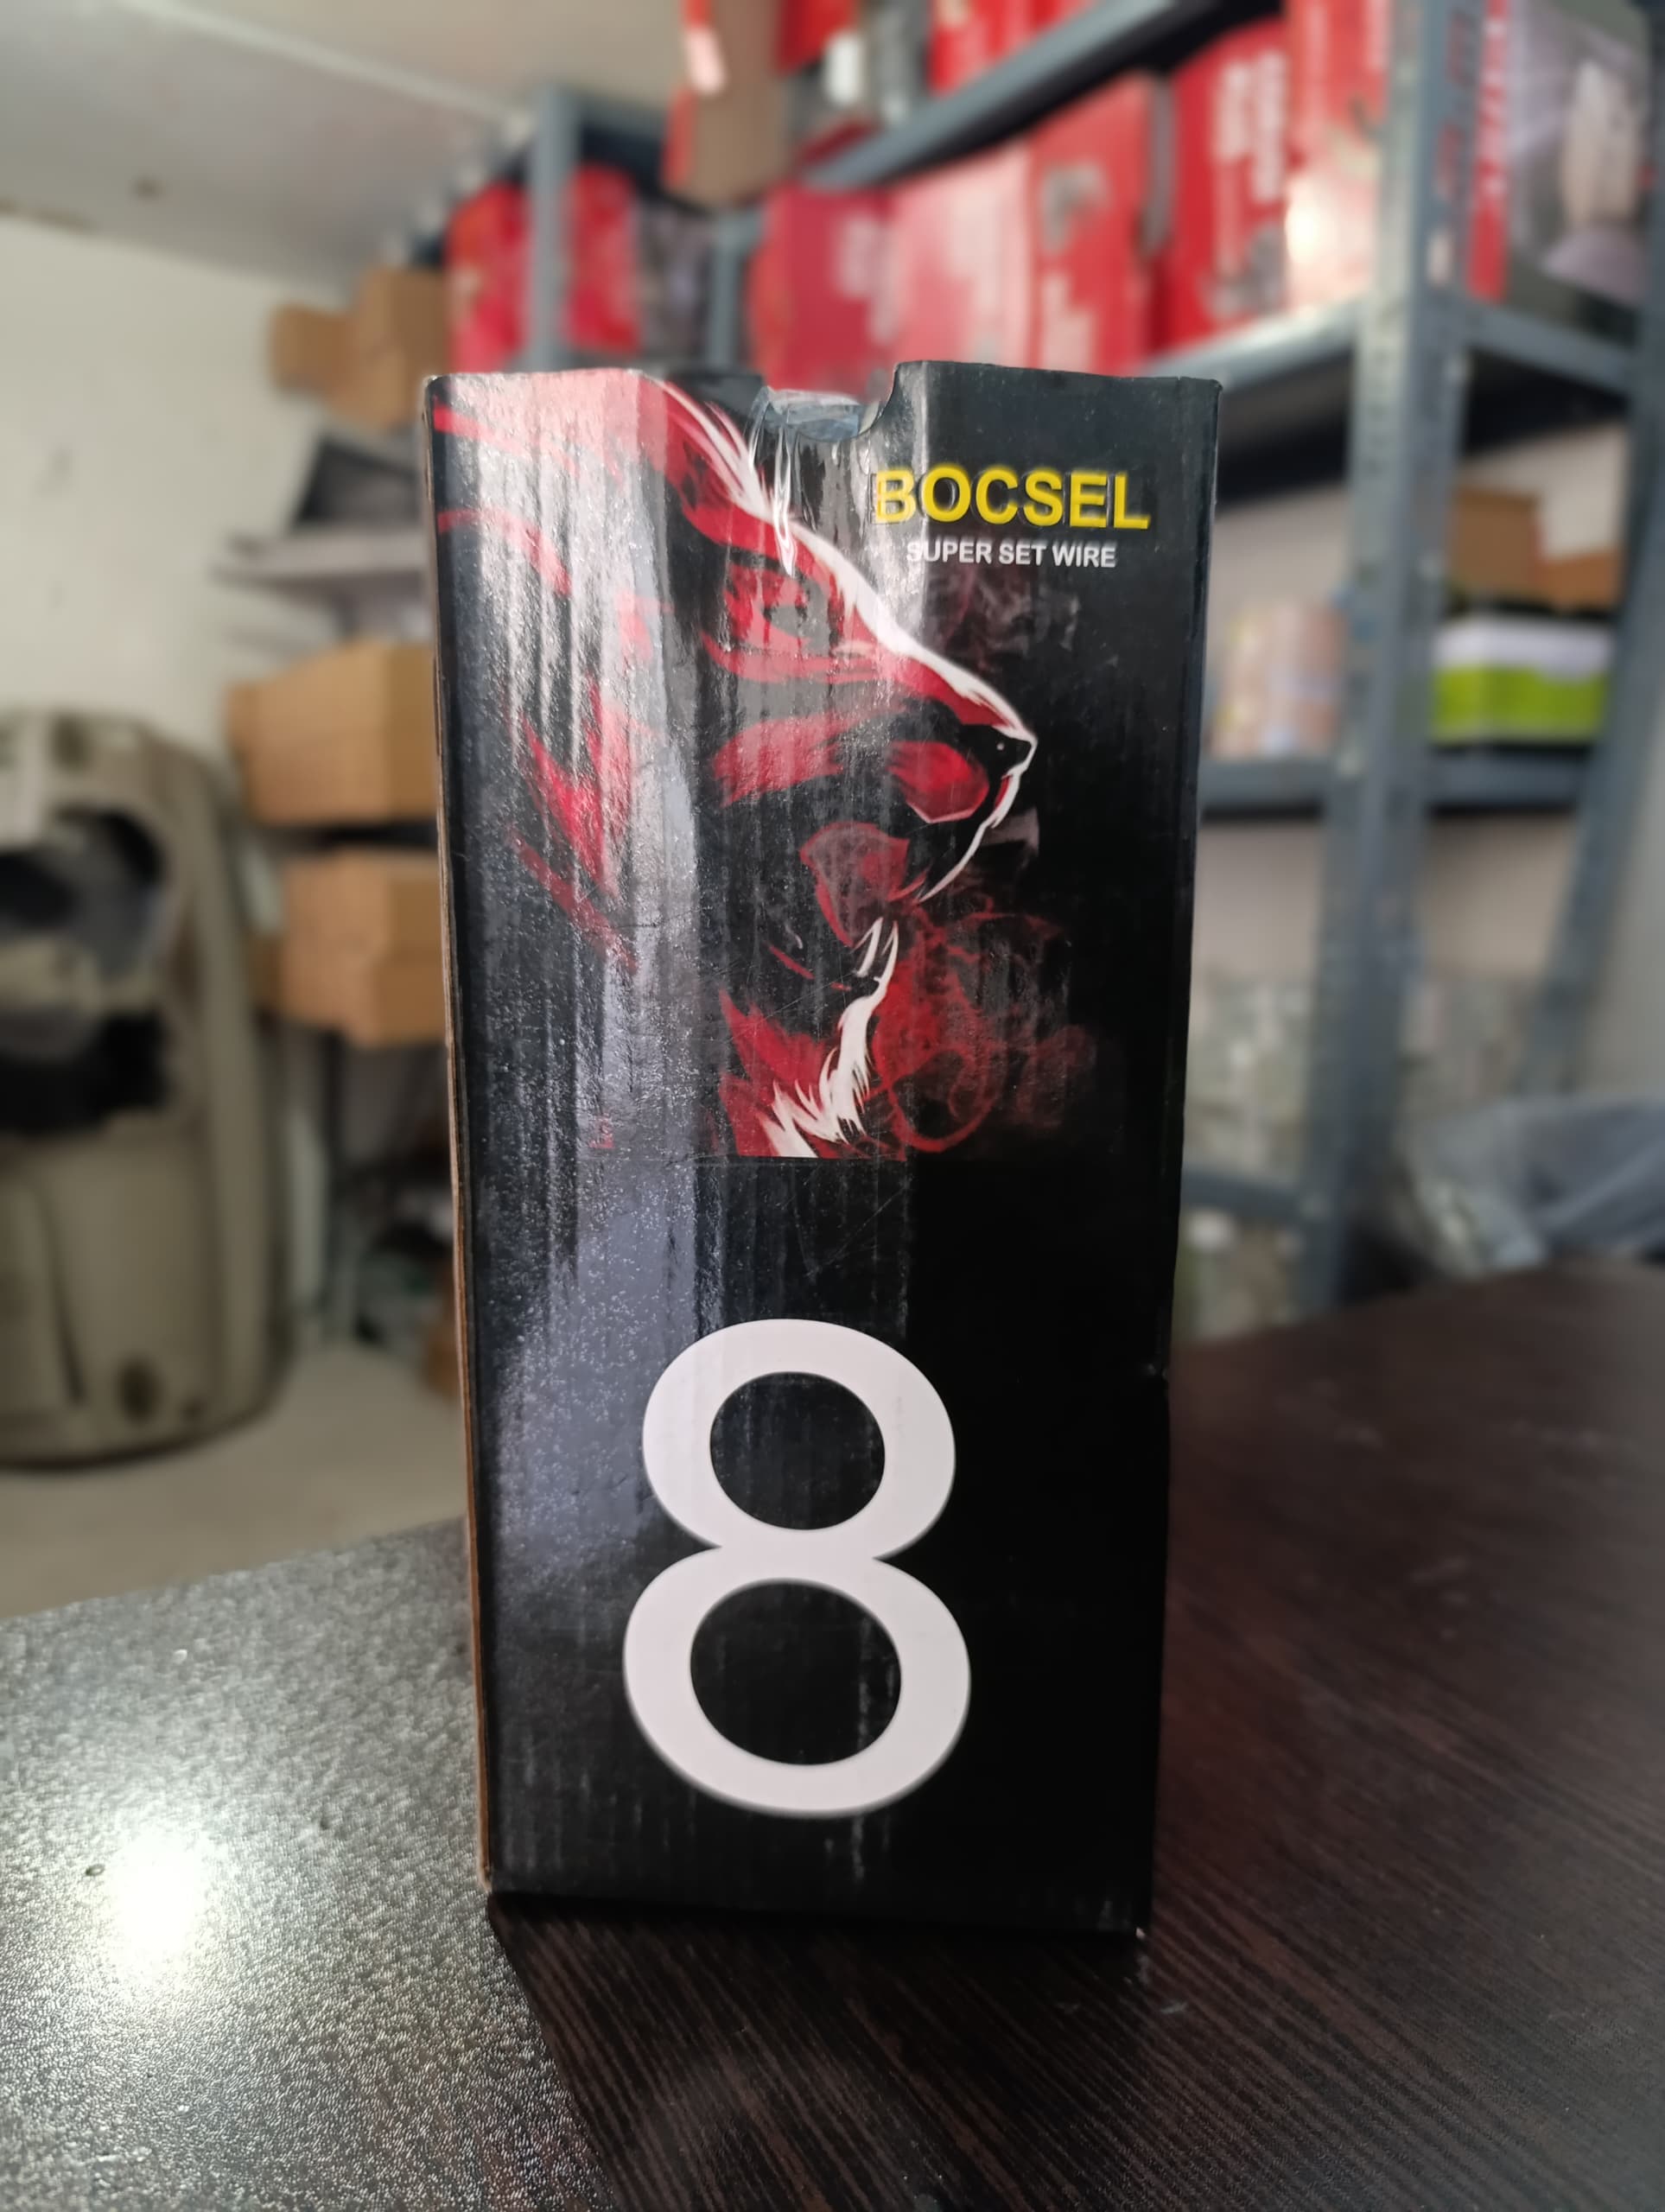 BOCSEL
SUPER SET WIRE
8